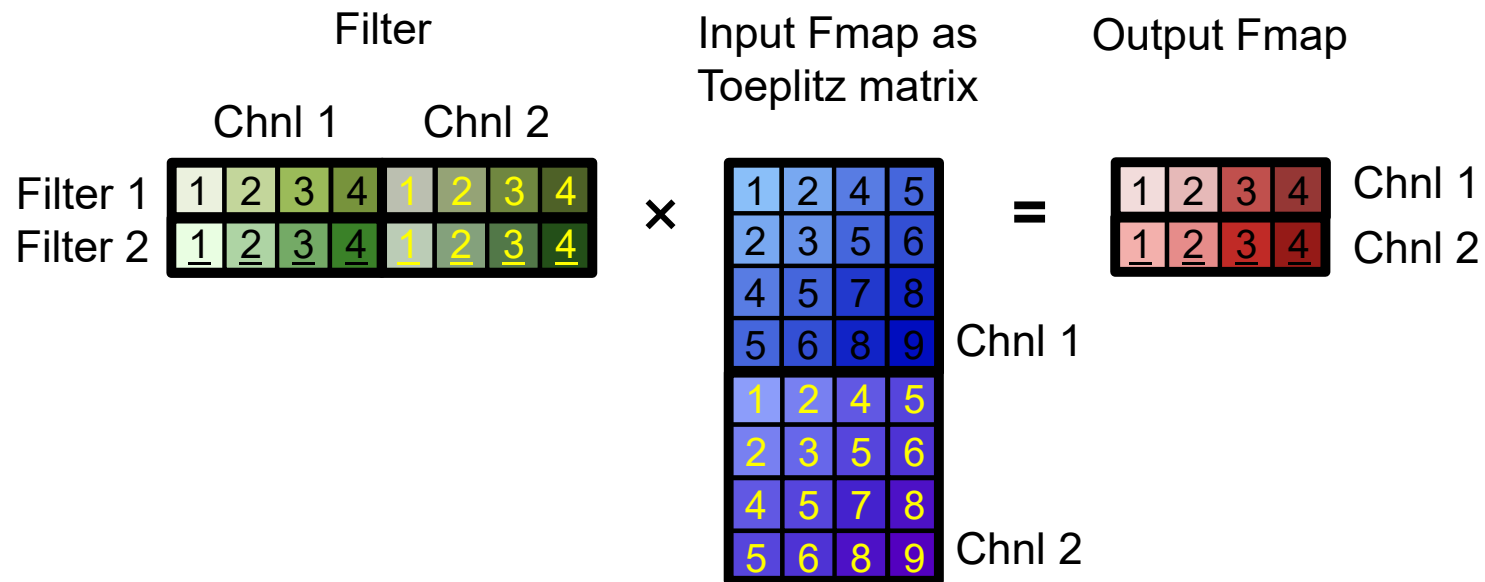 Filter
Input Fmap as
Toeplitz matrix
Output Fmap
Chnl 1 Chnl 2
Filter 1 1 2 3 4 1 2 3 4
Filter 2 1 2 3 4 1 2 3 4
×
1 2 4 5
2 3 5 6
4 5 7 8
5 6 8 9 Chnl 1
1 2 4 5
2 3 5 6
4 5 7 8
5 6 8 9 Chnl 2
=
1 2 3 4 Chnl 1
1 2 3 4 Chnl 2